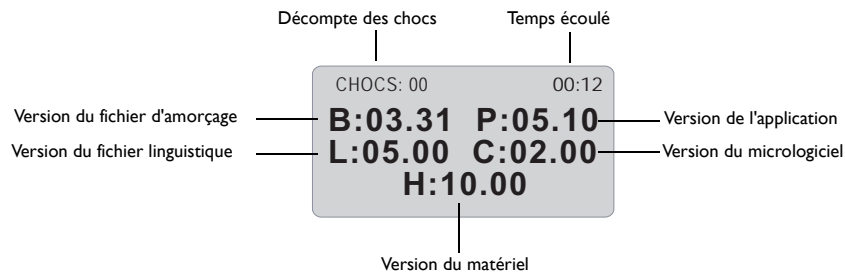 Décompte des chocs Temps écoulé
CHOCS: 00 00:12
Version du fichier d'amorçage B:03.31 P:05.10 Version de l'application
Version du fichier linguistique L:05.00 C:02.00 Version du micrologiciel
H:10.00
Version du matériel